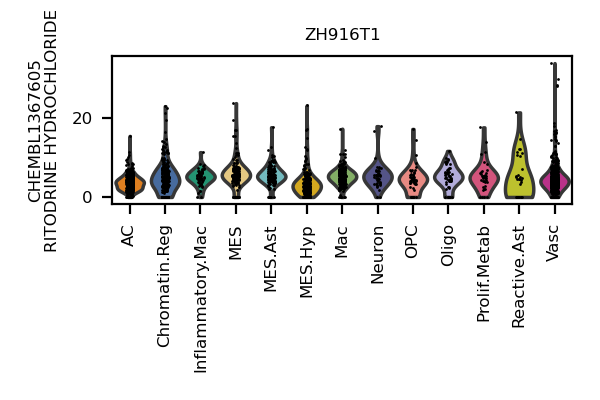 ZH916T1
CHEMBL1367605
RITODRINE HYDROCHLORIDE
20
0
AC
Chromatin.Reg
Inflammatory.Mac
MES
MES.Ast
MES.Hyp
Mac
Neuron
OPC
Oligo
Prolif.Metab
Reactive.Ast
Vasc